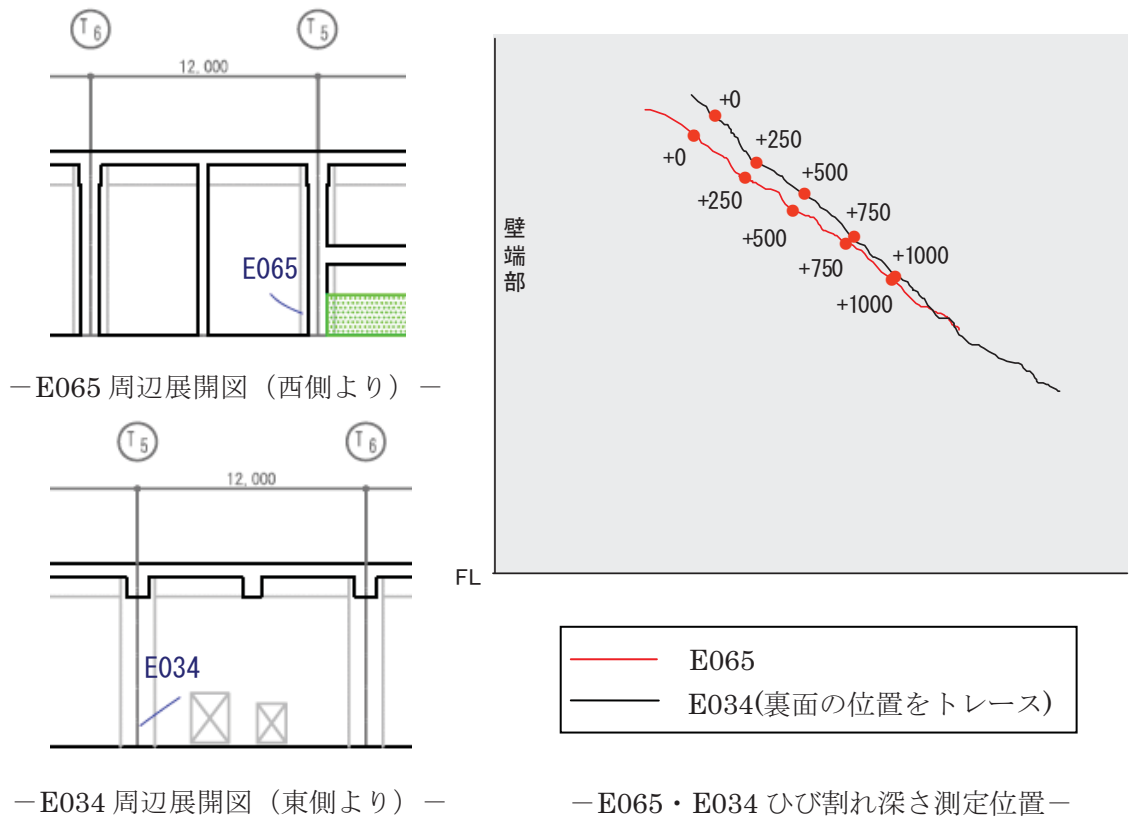 T6
T5
12,000
E065
－E065 周辺展開図（西側より）－
T5
T6
12,000
E034
－E034 周辺展開図（東側より）－
+0
+250
+500
+750
+1000
+0
+250
+500
+750
+1000
壁端部
FL
E065
E034(裏面の位置をトレース)
－E065・E034 ひび割れ深さ測定位置－